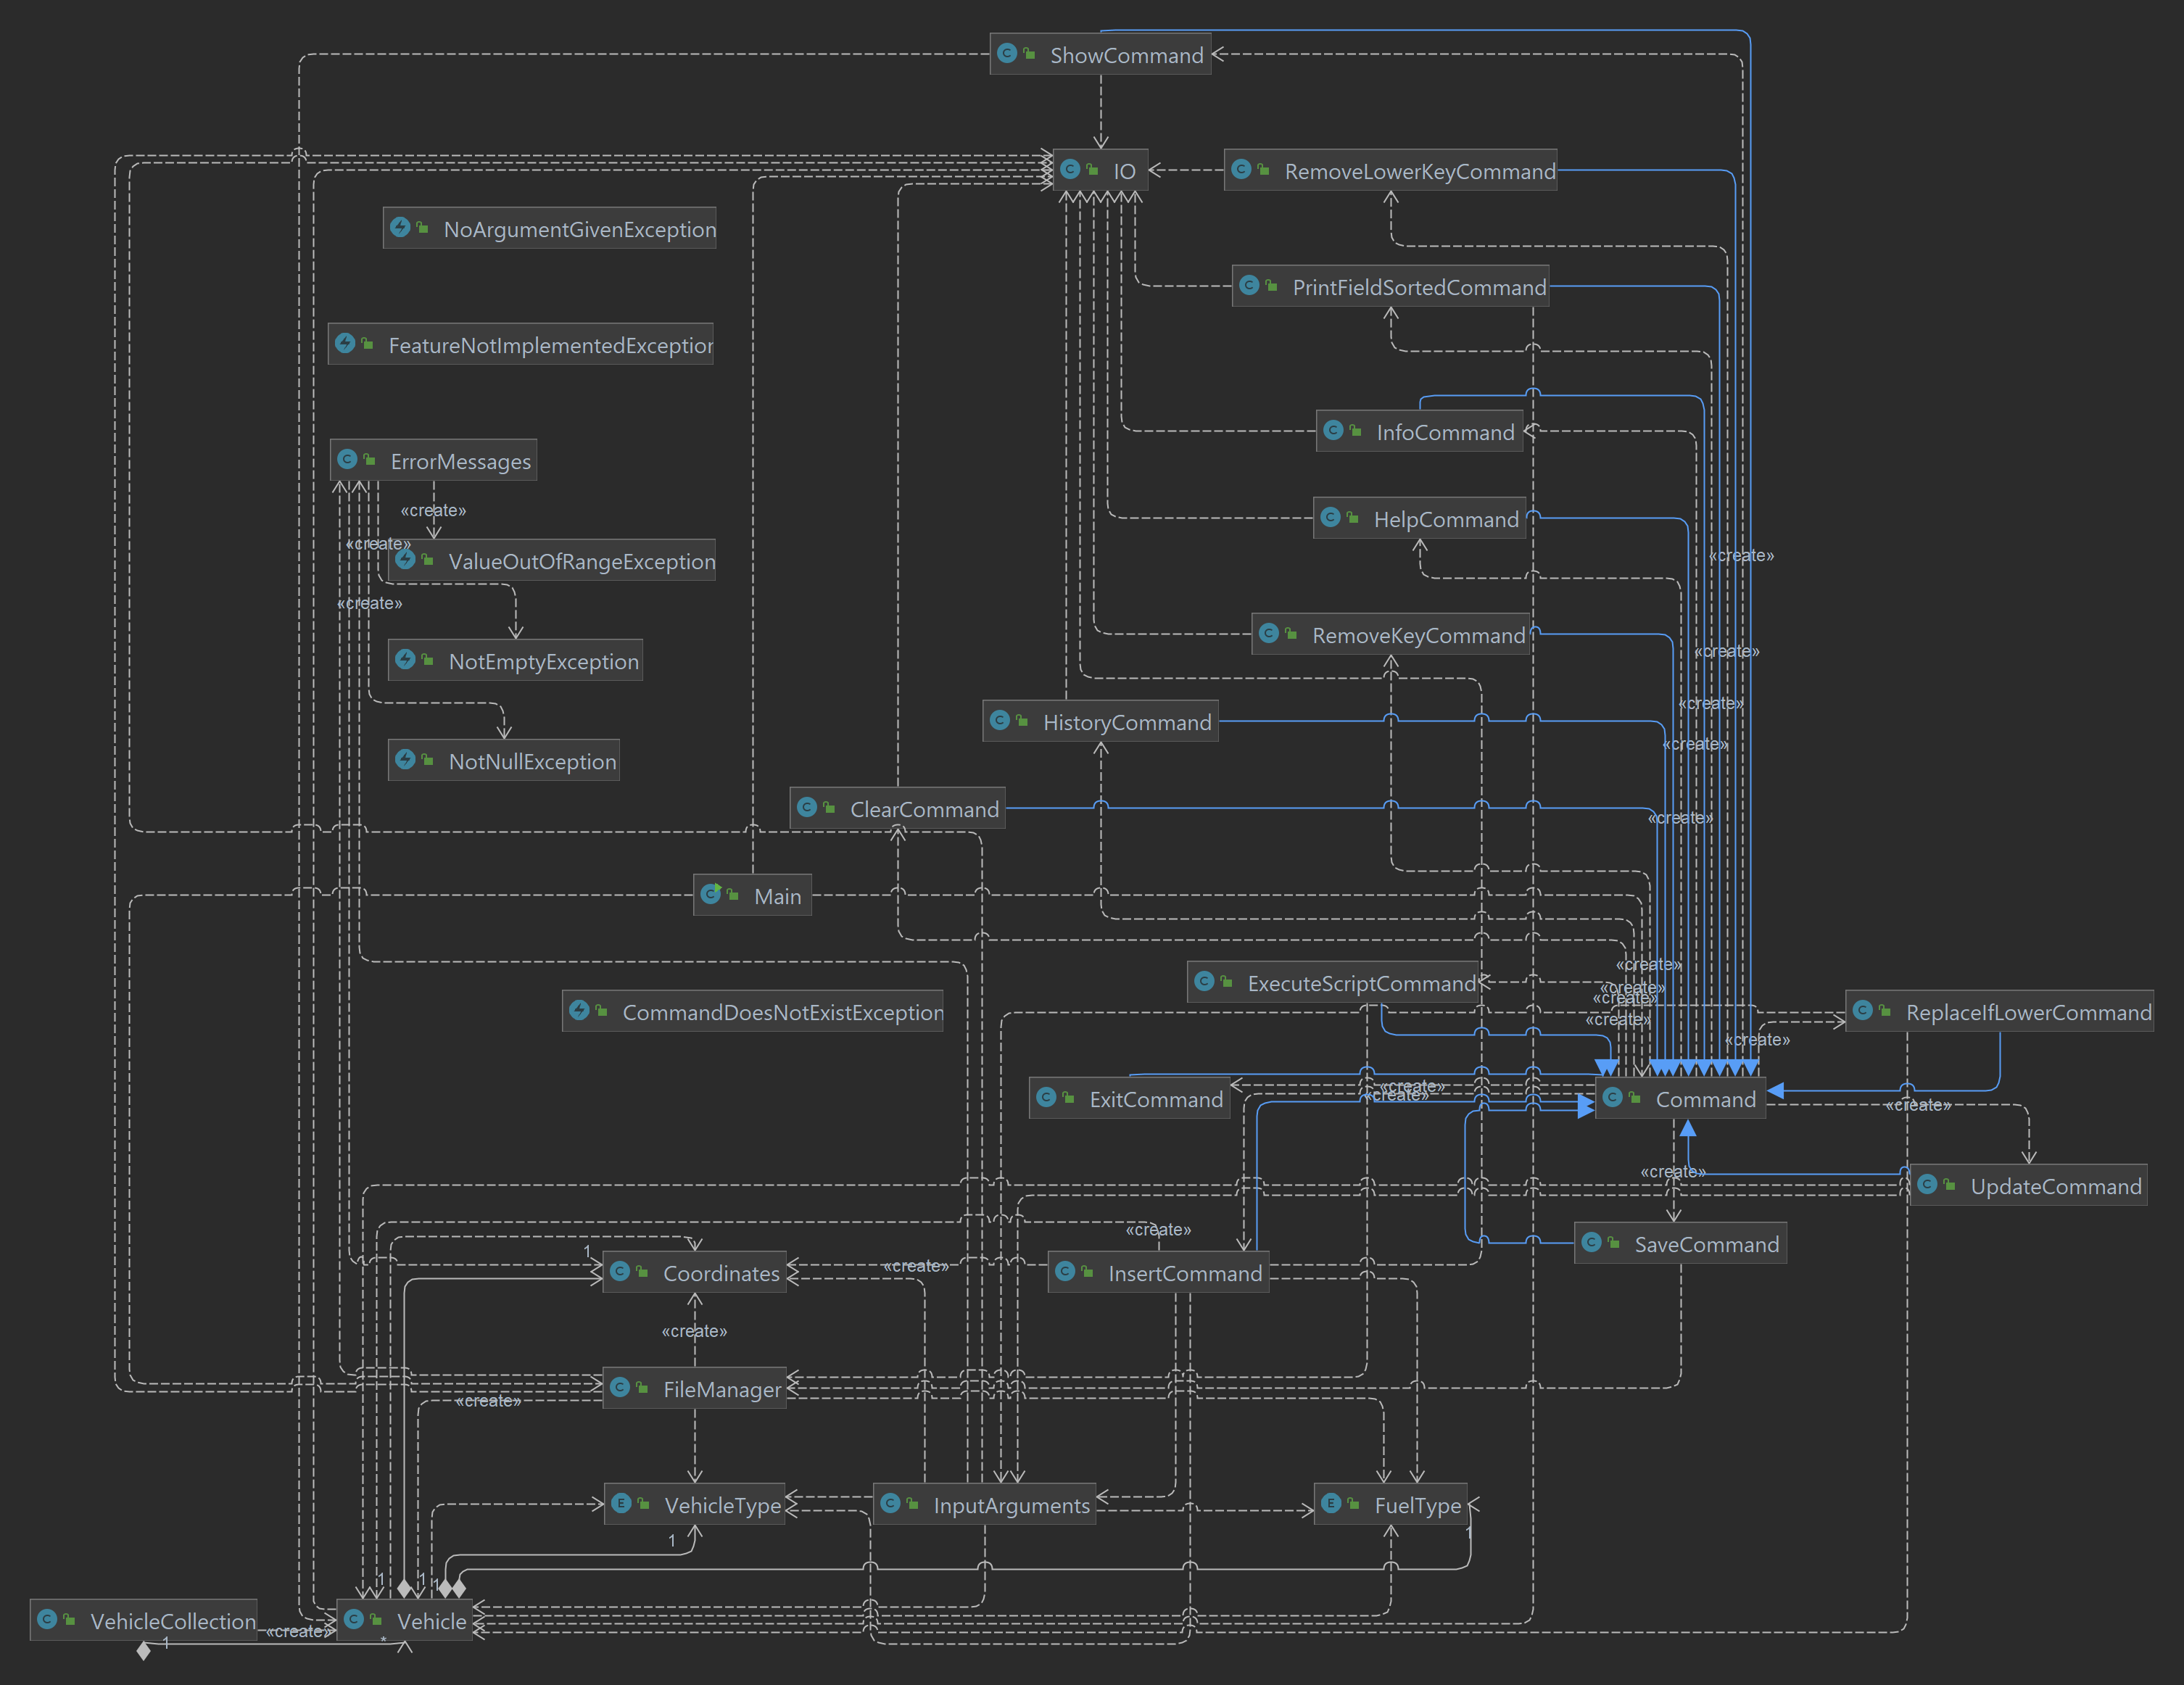 ShowCommand
IO
RemoveLowerKeyCommand
NoArgumentGivenException
PrintFieldSortedCommand
FeatureNotImplementedException
InfoCommand
ErrorMessages
«create»
HelpCommand
«create»
«create»
ValueOutOfRangeException
«create»
RemoveKeyCommand
«create»
NotEmptyException
«create»
HistoryCommand
«create»
NotNullException
ClearCommand
«create»
Main
«create»
ExecuteScriptCommand
«create»
«create»
CommandDoesNotExistException
«create»
ReplaceIfLowerCommand
«create»
ExitCommand
«create»
«create»
Command
«create»
«create»
UpdateCommand
«create»
SaveCommand
1
Coordinates
«create»
InsertCommand
«create»
FileManager
«create»
VehicleType
InputArguments
FuelType
1
1
1
1
1
VehicleCollection
«create»
Vehicle
1
*